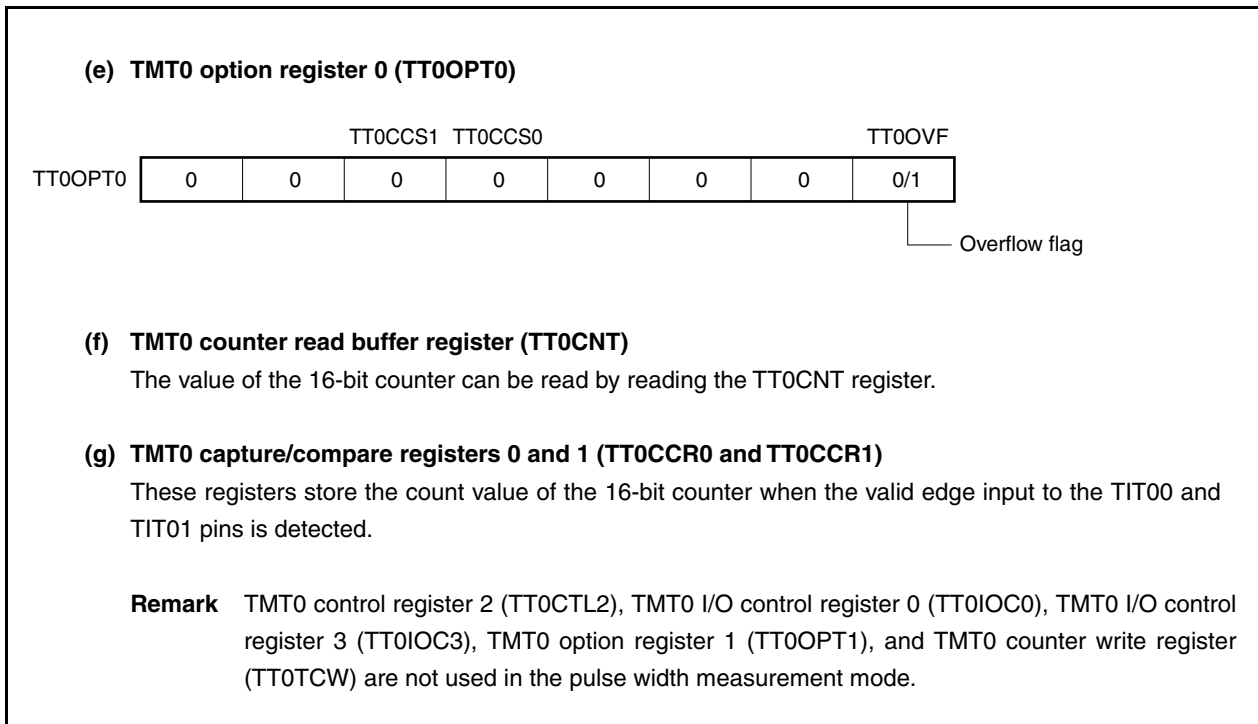 (e) TMT0 option register 0 (TT0OPT0)
TT0CCS1 TT0CCS0 TT0OVF
TT0OPT0 0 0 0 0 0 0 0 0/1
Overflow flag
(f) TMT0 counter read buffer register (TT0CNT)
The value of the 16-bit counter can be read by reading the TT0CNT register.
(g) TMT0 capture/compare registers 0 and 1 (TT0CCR0 and TT0CCR1)
These registers store the count value of the 16-bit counter when the valid edge input to the TIT00 and
TIT01 pins is detected.
Remark TMT0 control register 2 (TT0CTL2), TMT0 I/O control register 0 (TT0IOC0), TMT0 I/O control
register 3 (TT0IOC3), TMT0 option register 1 (TT0OPT1), and TMT0 counter write register
(TT0TCW) are not used in the pulse width measurement mode.